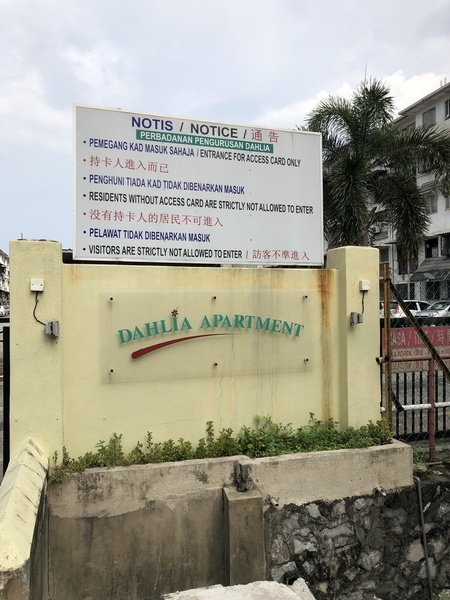 NOTIS / NOTICE / 通告
PERBADANAN PENGURUSAN DAHLIA
• PEMEGANG KAD MASUK SAHAJA / ENTRANCE FOR ACCESS CARD ONLY
• 持卡人進入而已
• PENGHUNI TIADA KAD TIDAK DIBENARKAN MASUK
• RESIDENTS WITHOUT ACCESS CARD ARE STRICTLY NOT ALLOWED TO ENTER
• 没有持卡人的居民不可進入
• PELAWAT TIDAK DIBENARKAN MASUK
• VISITORS ARE STRICTLY NOT ALLOWED TO ENTER / 訪客不準進入
DAHLIA APARTMENT